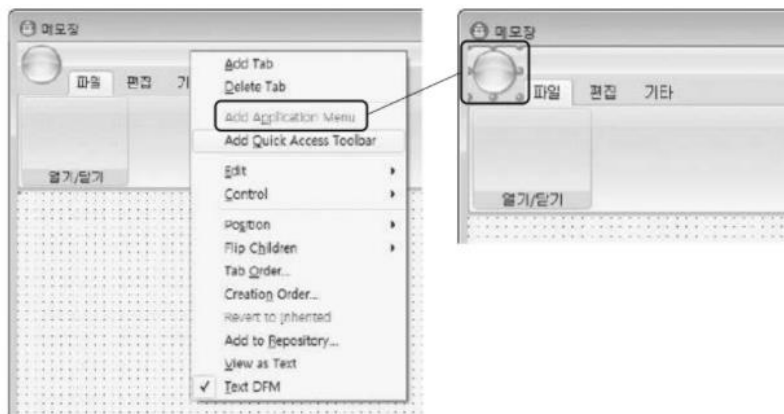 메모장
파일 편집 기
열기/닫기
Add Tab
Delete Tab
Add Application Menu
Add Quick Access Toolbar
Edit
Control
Position
Flip Children
Tab Order...
Creation Order...
Revert to Inherited
Add to Repository...
View as Text
✓ Text DFM
메모장
파일 편집 기타
열기/닫기